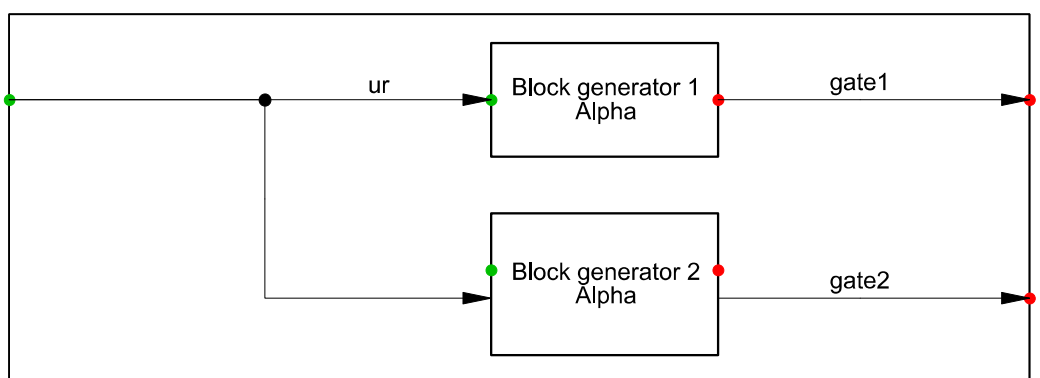 ur
Block generator 1
Alpha
gate1
Block generator 2
Alpha
gate2